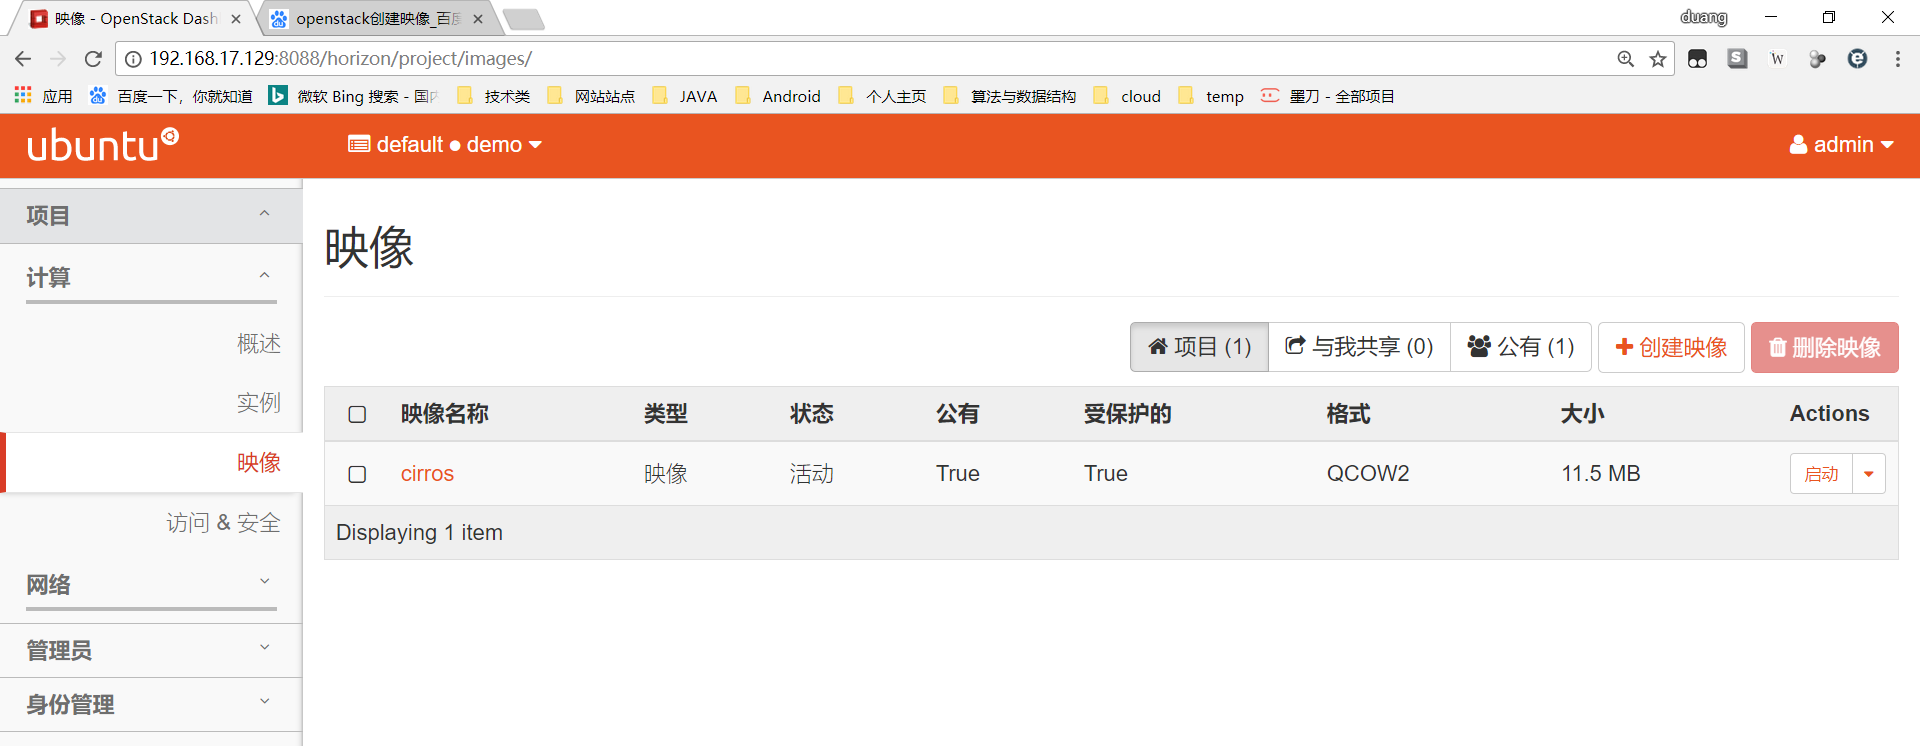 映像 - OpenStack Dash
openstack创建映像_百度
duang
192.168.17.129:8088/horizon/project/images/
应用 百度一下，你就知道 微软 Bing 搜索 - 国内 技术类 网站站点 JAVA Android 个人主页 算法与数据结构 cloud temp 墨刀 - 全部项目
ubuntu
default ● demo
admin
项目
计算
概述
实例
映像
访问 & 安全
网络
管理员
身份管理
映像
项目 (1) 与我共享 (0) 公有 (1) 创建映像 删除映像
映像名称 类型 状态 公有 受保护的 格式 大小 Actions
cirros 映像 活动 True True QCOW2 11.5 MB 启动
Displaying 1 item